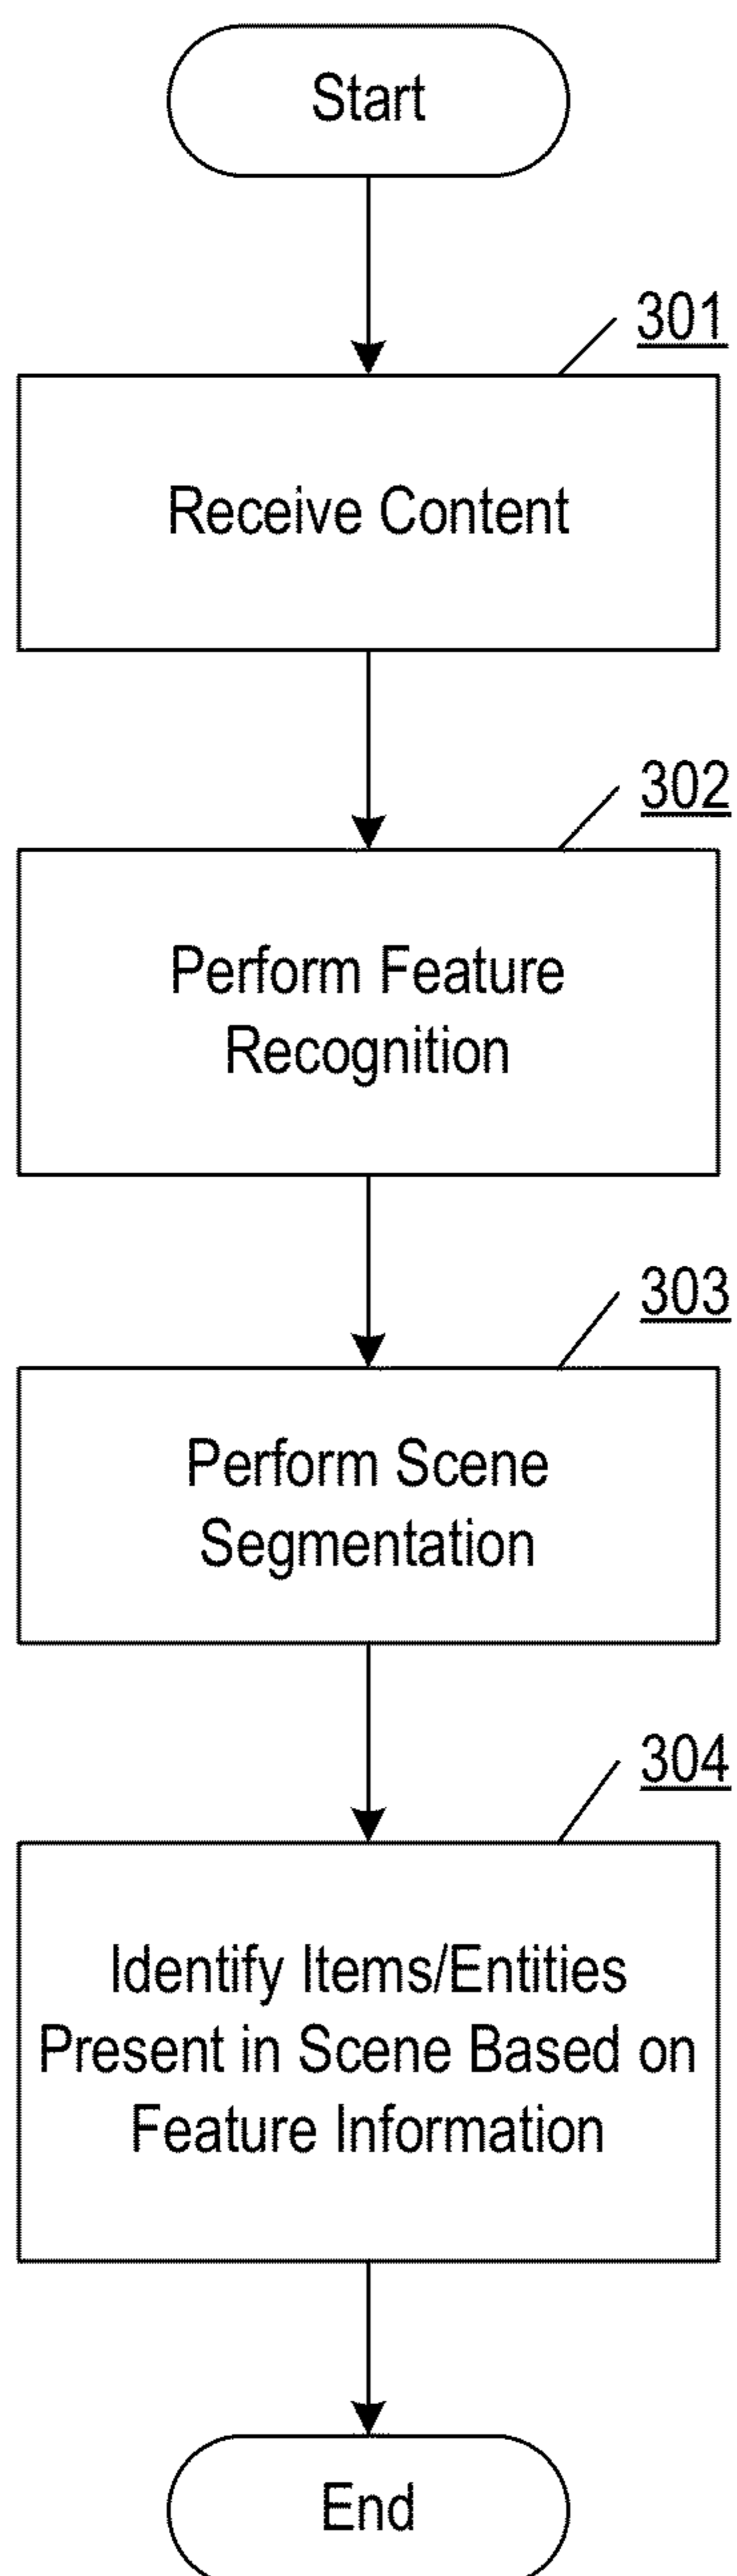 Start
301
Receive Content
302
Perform Feature
Recognition
303
Perform Scene
Segmentation
304
Identify Items/Entities
Present in Scene Based on
Feature Information
End